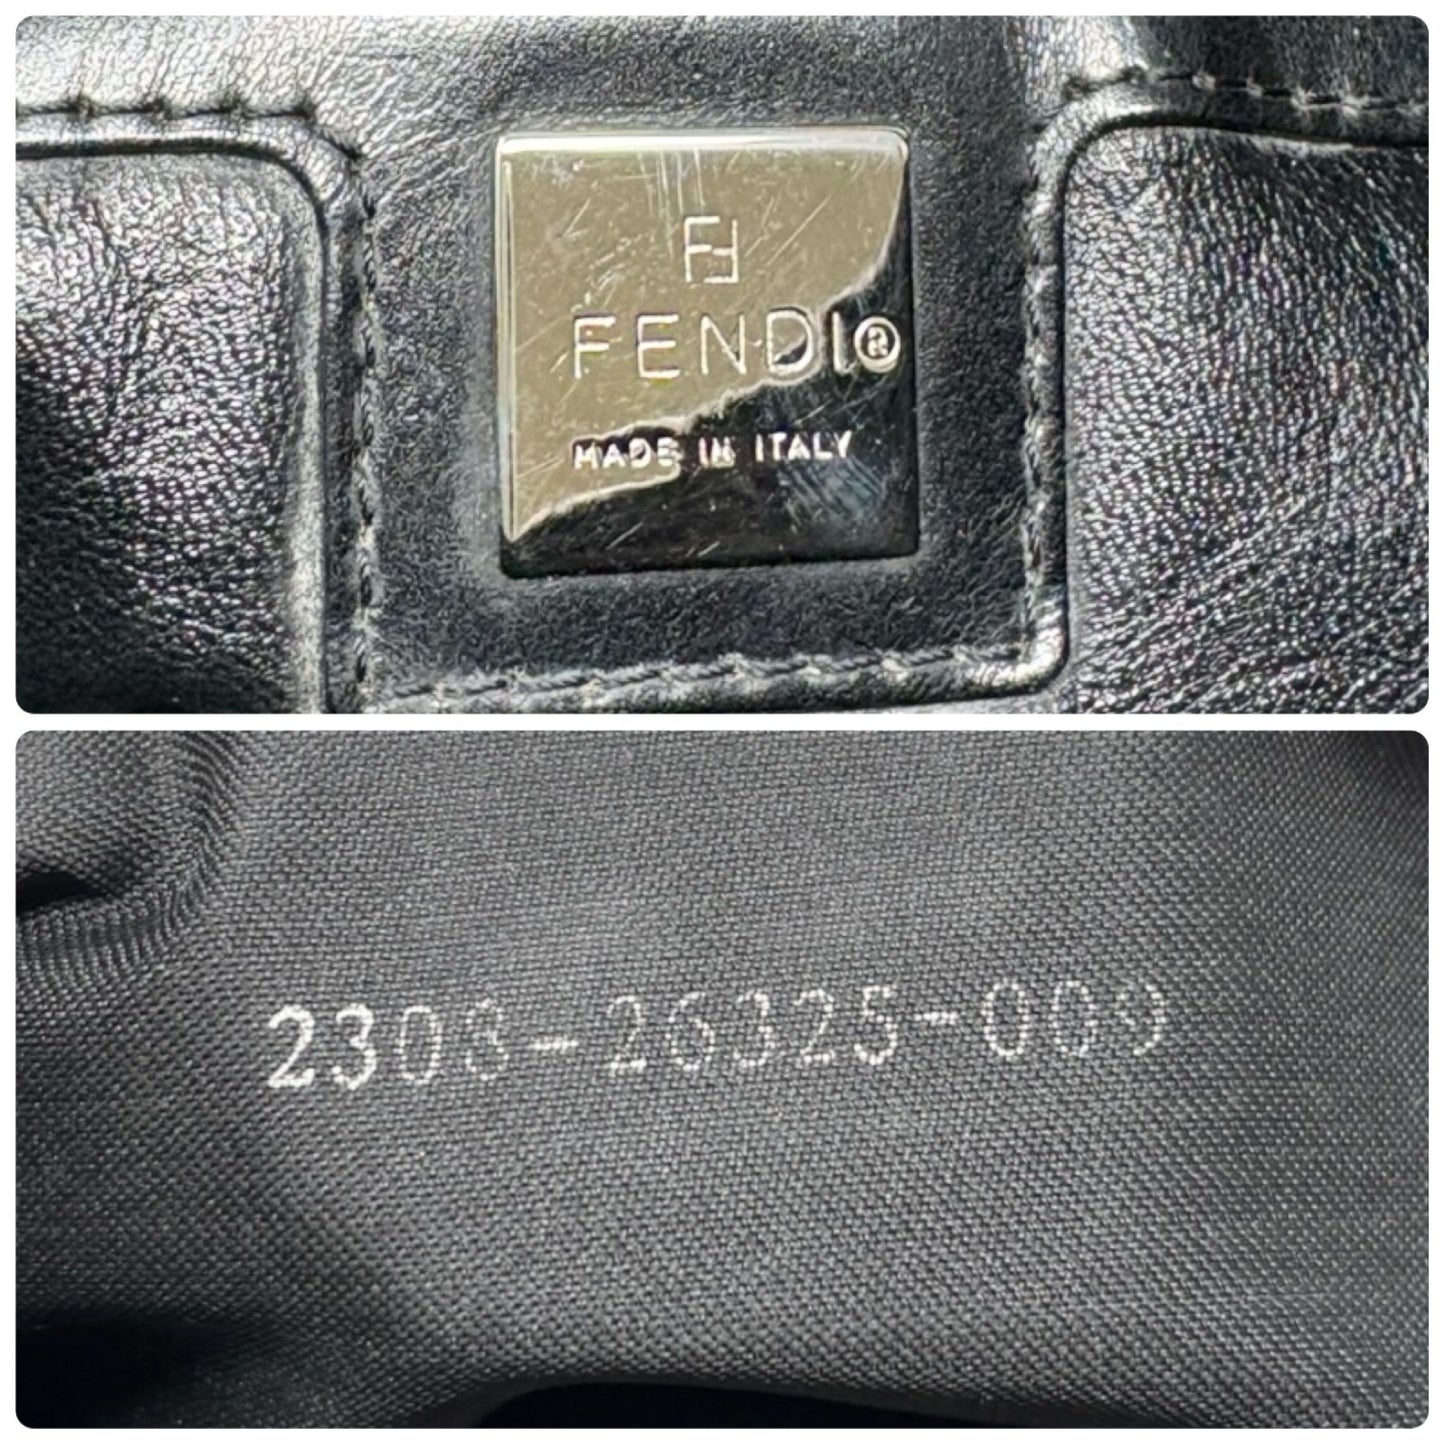 FF
FENDI®
MADE IN ITALY
2308-26325-009